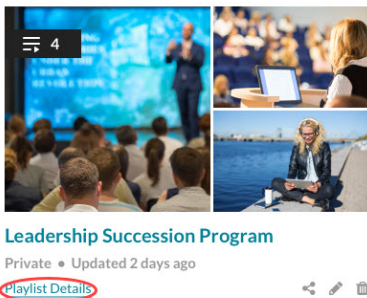 4
Leadership Succession Program
Private • Updated 2 days ago
Playlist Details